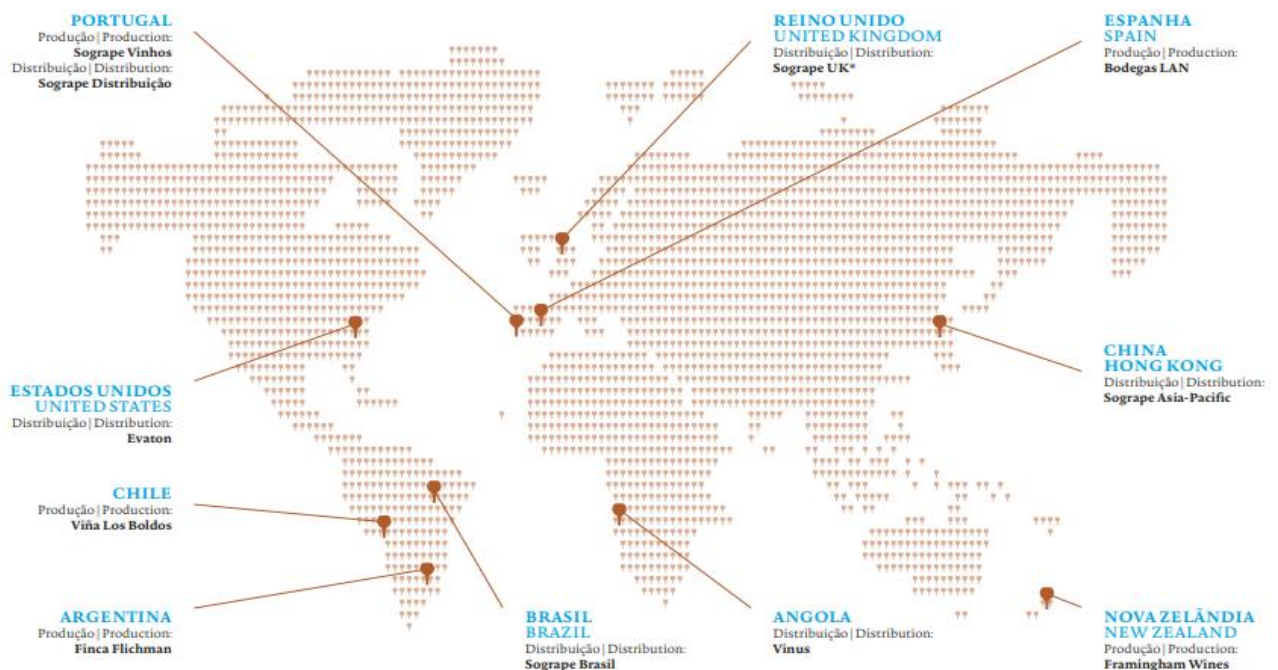 PORTUGAL
Produção | Production:
Sogrape Vinhos
Distribuição | Distribution:
Sogrape Distribuição
REINO UNIDO
UNITED KINGDOM
Distribuição | Distribution:
Sogrape UK*
ESPANHA
SPAIN
Produção | Production:
Bodegas LAN
ESTADOS UNIDOS
UNITED STATES
Distribuição | Distribution:
Evaton
CHINA
HONG KONG
Distribuição | Distribution:
Sogrape Asia-Pacific
CHILE
Produção | Production:
Viña Los Boldos
ARGENTINA
Produção | Production:
Finca Flichman
BRASIL
BRAZIL
Distribuição | Distribution:
Sogrape Brasil
ANGOLA
Distribuição | Distribution:
Vinus
NOVA ZELÂNDIA
NEW ZEALAND
Produção | Production:
Framingham Wines